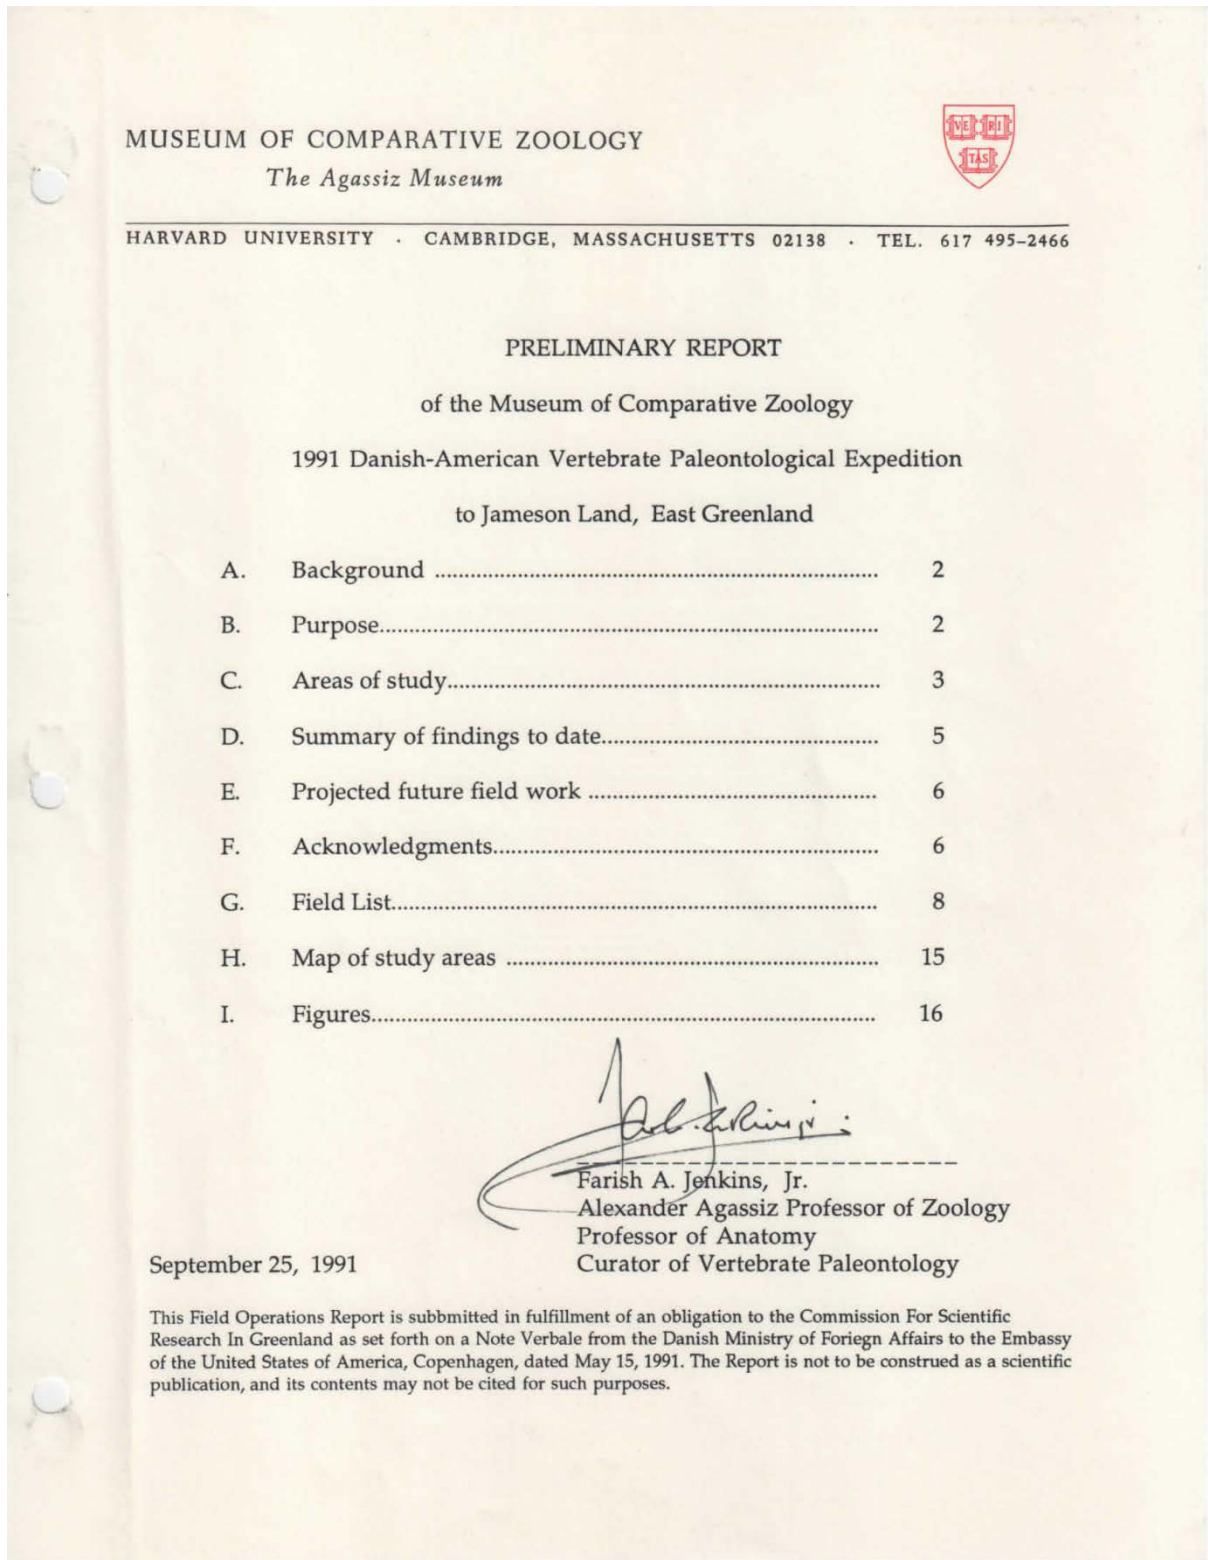 MUSEUM OF COMPARATIVE ZOOLOGY
The Agassiz Museum
VE RI
TAS
HARVARD UNIVERSITY · CAMBRIDGE, MASSACHUSETTS 02138 · TEL. 617 495-2466
PRELIMINARY REPORT
of the Museum of Comparative Zoology
1991 Danish-American Vertebrate Paleontological Expedition
to Jameson Land, East Greenland
A. Background ........................................................................... 2
B. Purpose.................................................................................... 2
C. Areas of study......................................................................... 3
D. Summary of findings to date.............................................. 5
E. Projected future field work ................................................ 6
F. Acknowledgments................................................................. 6
G. Field List.................................................................................. 8
H. Map of study areas ............................................................... 15
I. Figures..................................................................................... 16
Farish A. Jenkins, Jr.
Alexander Agassiz Professor of Zoology
Professor of Anatomy
September 25, 1991 Curator of Vertebrate Paleontology
This Field Operations Report is subbmitted in fulfillment of an obligation to the Commission For Scientific
Research In Greenland as set forth on a Note Verbale from the Danish Ministry of Foriegn Affairs to the Embassy
of the United States of America, Copenhagen, dated May 15, 1991. The Report is not to be construed as a scientific
publication, and its contents may not be cited for such purposes.